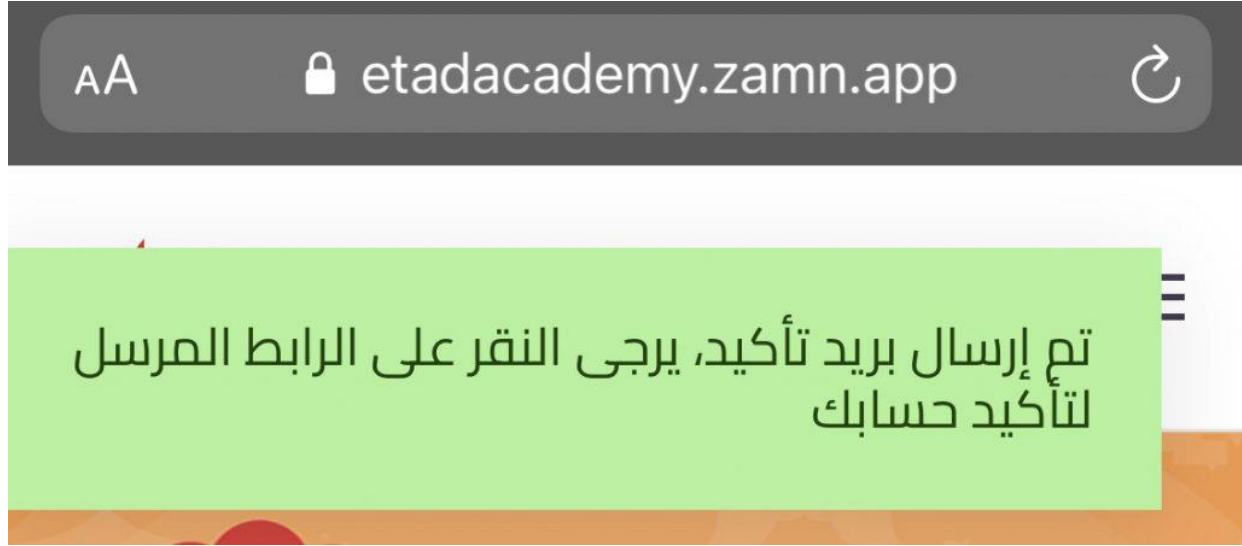 AA etadacademy.zamn.app
تم إرسال بريد تأكيد، يرجى النقر على الرابط المرسل
لتأكيد حسابك